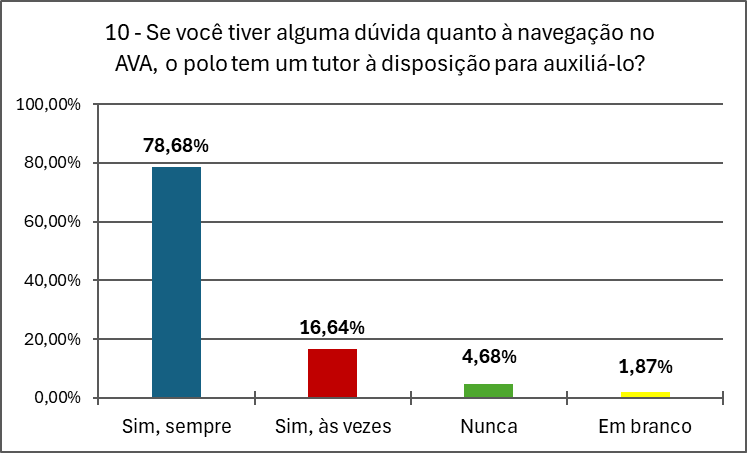 10 - Se você tiver alguma dúvida quanto à navegação no
AVA, o polo tem um tutor à disposição para auxiliá-lo?
100,00%
80,00%
60,00%
40,00%
20,00%
0,00%
78,68%
16,64%
4,68%
1,87%
Sim, sempre
Sim, às vezes
Nunca
Em branco